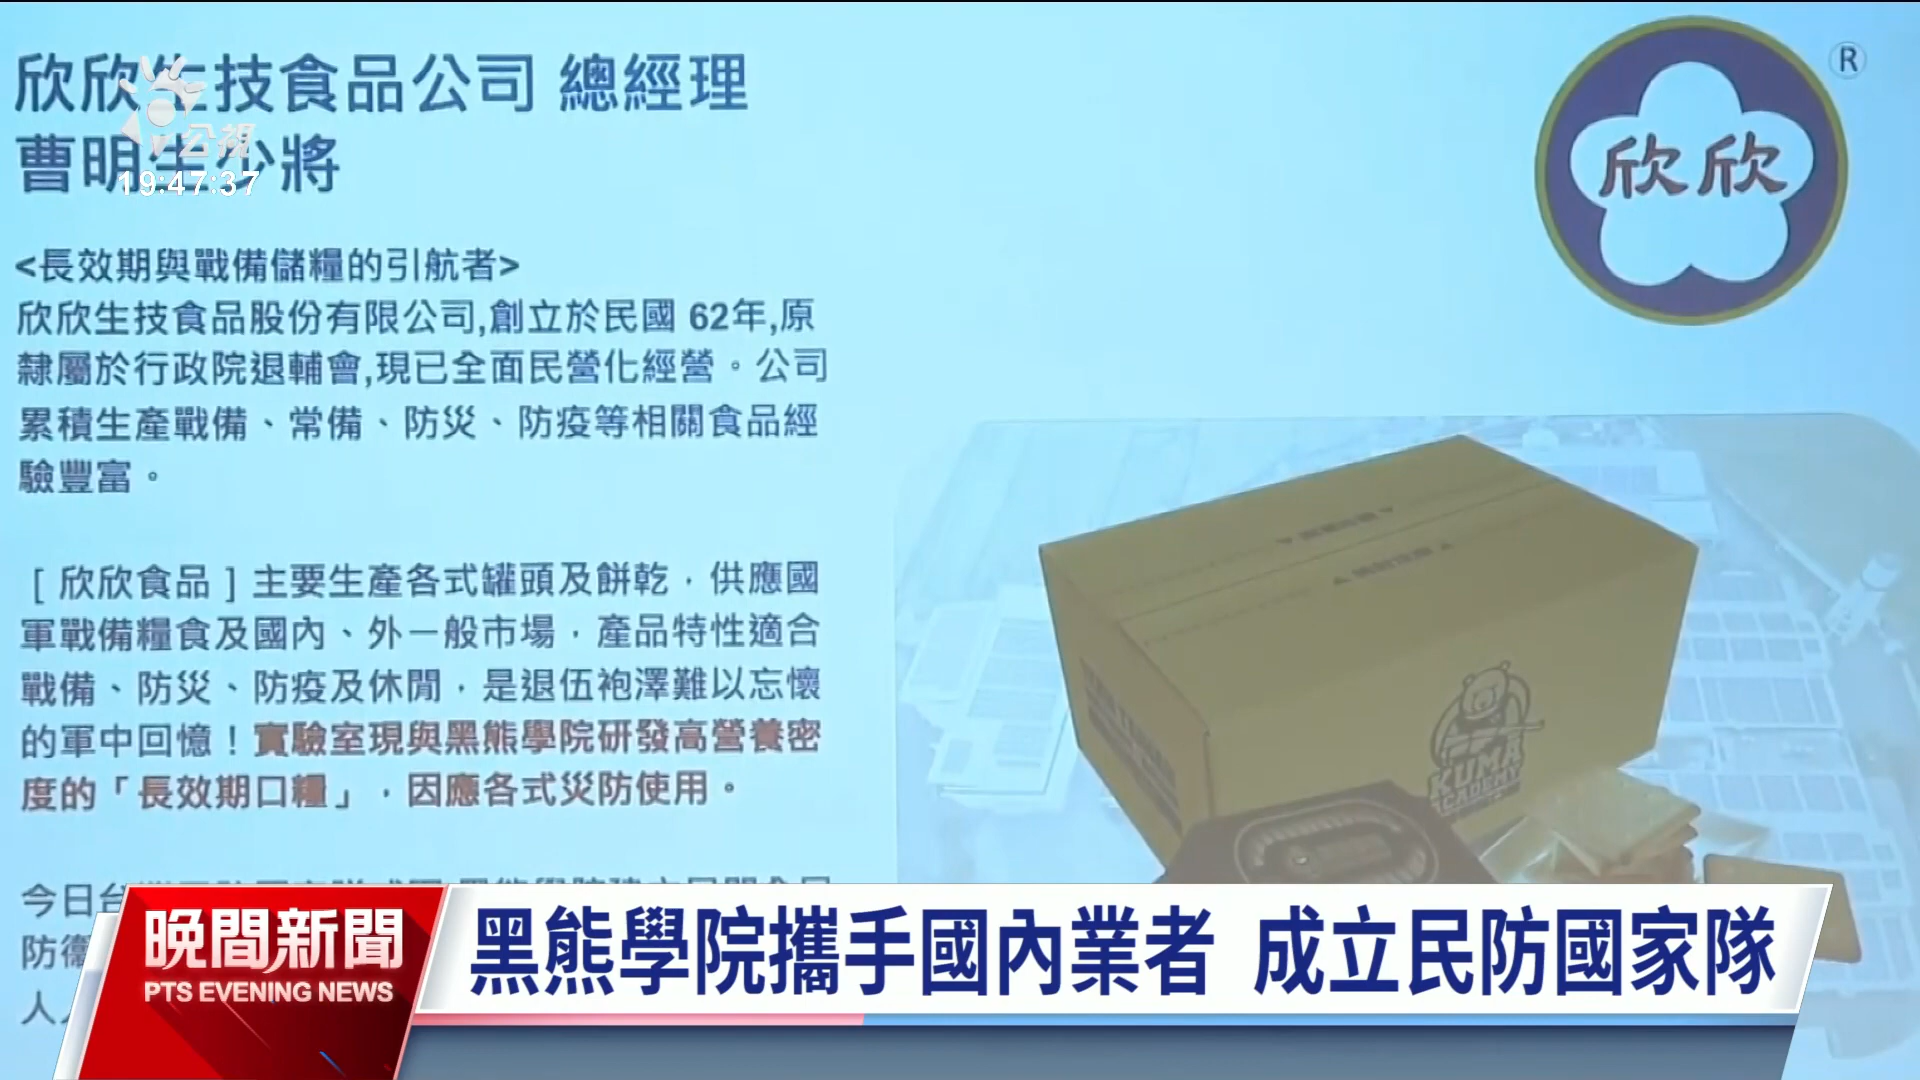 欣欣生技食品公司 總經理
曹明生少將
公視
19:47:37
欣欣
®
<長效期與戰備儲糧的引航者>
欣欣生技食品股份有限公司,創立於民國 62年,原
隸屬於行政院退輔會,現已全面民營化經營。公司
累積生產戰備、常備、防災、防疫等相關食品經
驗豐富。
[ 欣欣食品 ] 主要生產各式罐頭及餅乾，供應國
軍戰備糧食及國內、外一般市場，產品特性適合
戰備、防災、防疫及休閒，是退伍袍澤難以忘懷
的軍中回憶！實驗室現與黑熊學院研發高營養密
度的「長效期口糧」，因應各式災防使用。
KUMA
ACADEMY
今日台
防衛
人人
晚間新聞
PTS EVENING NEWS
黑熊學院攜手國內業者 成立民防國家隊